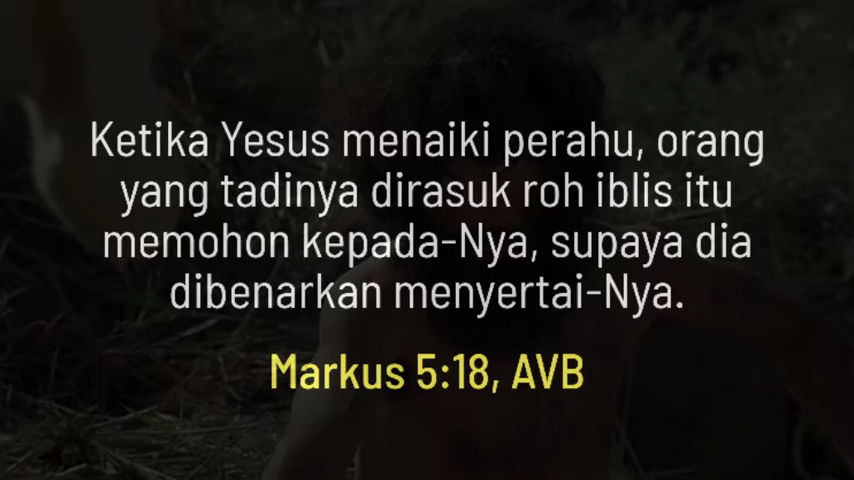 Ketika Yesus menaiki perahu, orang
yang tadinya dirasuk roh iblis itu
memohon kepada-Nya, supaya dia
dibenarkan menyertai-Nya.
Markus 5:18, AVB